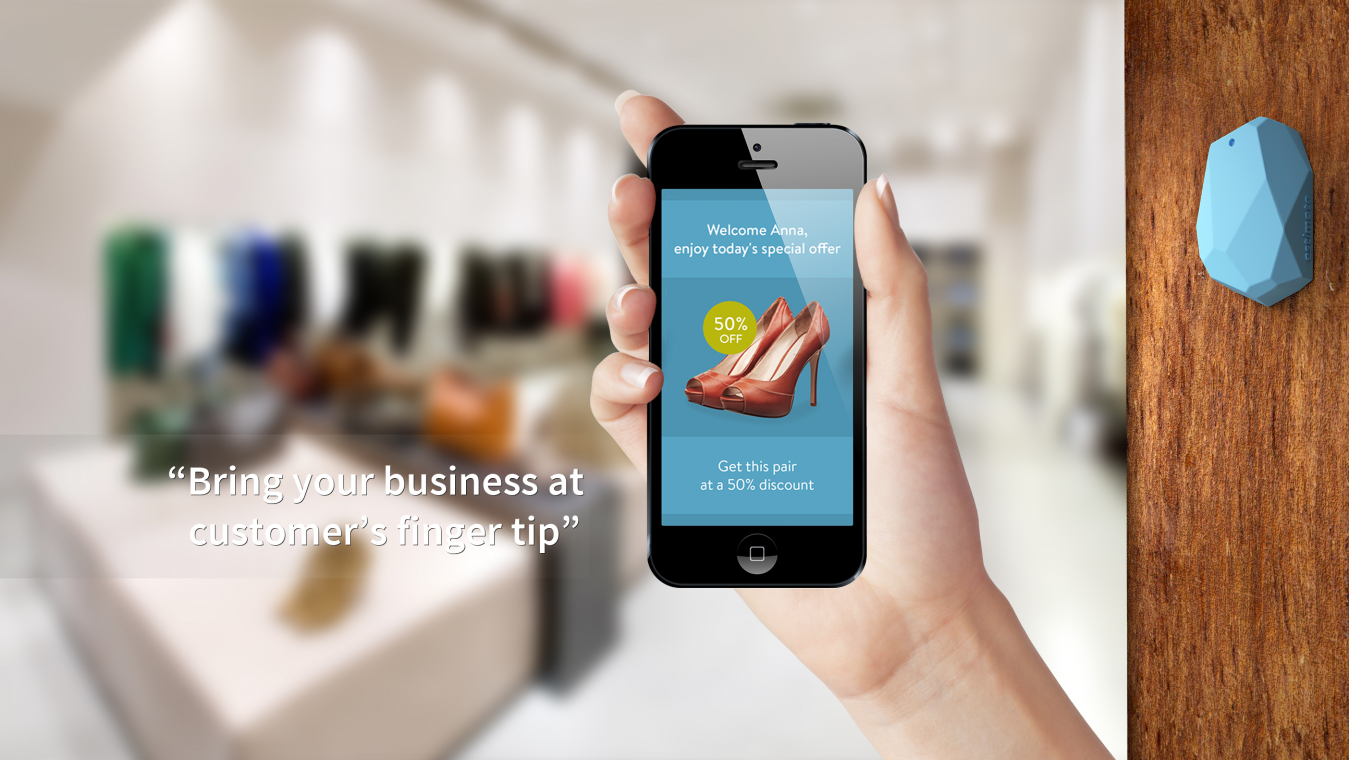 Welcome Anna,
enjoy today's special offer
50%
OFF
Get this pair
at a 50% discount
“Bring your business at
customer’s finger tip”
estimote